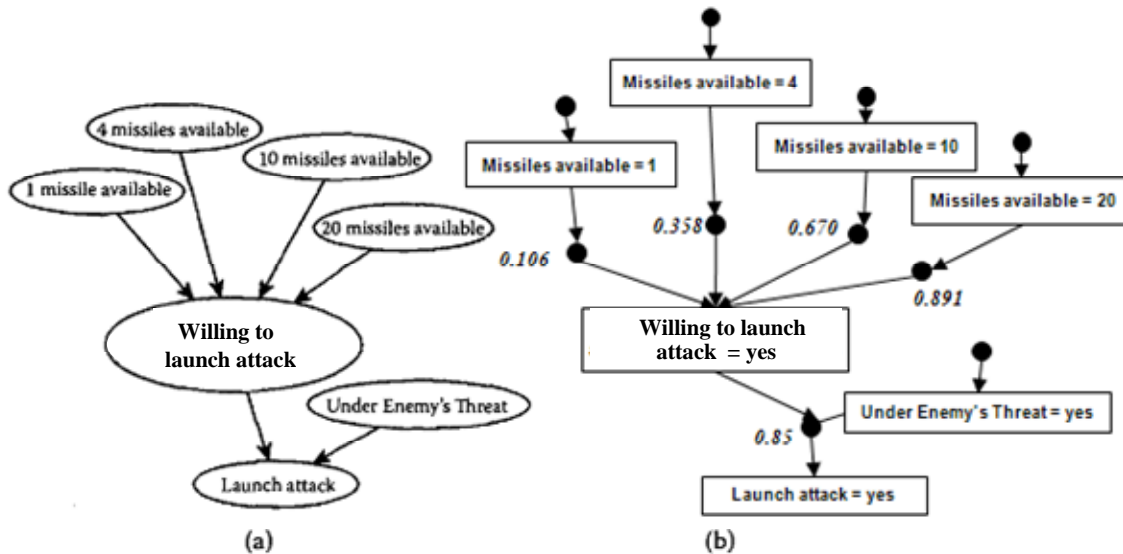 4 missiles available
10 missiles available
1 missile available
20 missiles available
Willing to
launch attack
Under Enemy's Threat
Launch attack
(a)
Missiles available = 4
Missiles available = 10
Missiles available = 1
Missiles available = 20
0.358
0.670
0.106
0.891
Willing to launch
attack = yes
Under Enemy's Threat = yes
0.85
Launch attack = yes
(b)